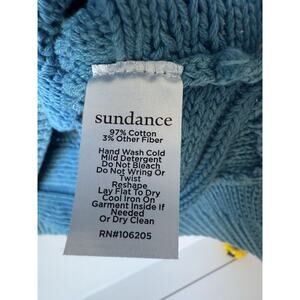 sundance
97% Cotton
3% Other Fiber
Hand Wash Cold
Mild Detergent
Do Not Bleach
Do Not Wring Or
Twist
Reshape
Lay Flat To Dry
Cool Iron On
Garment Inside If
Needed
Or Dry Clean
RN#106205